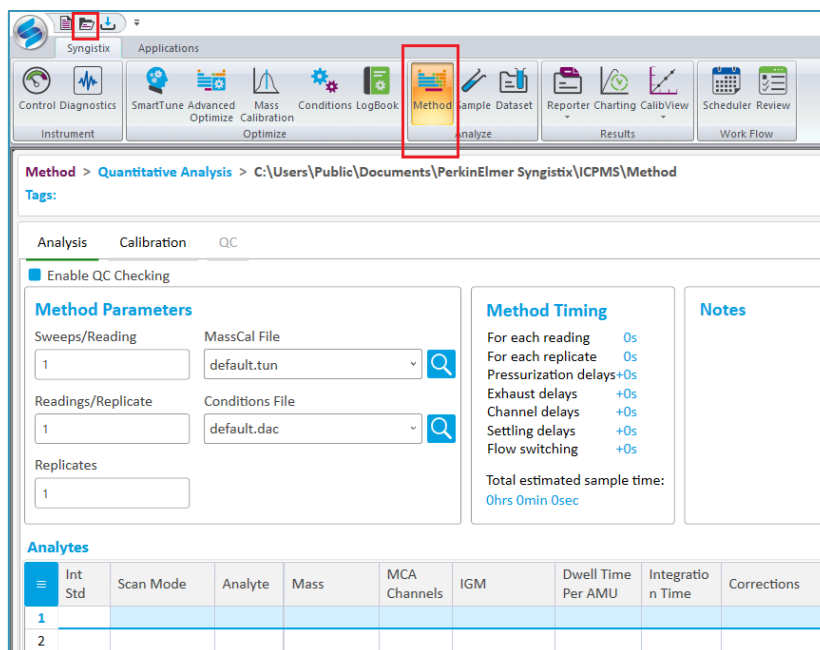 Syngistix Applications
Control Diagnostics SmartTune Advanced Optimize Mass Calibration Conditions LogBook Method Sample Dataset Reporter Charting CalibView Scheduler Review
Instrument Optimize Analyze Results Work Flow
Method > Quantitative Analysis > C:\Users\Public\Documents\PerkinElmer Syngistix\ICPMS\Method
Tags:
Analysis Calibration QC
Enable QC Checking
Method Parameters
Sweeps/Reading MassCal File
1 default.tun
Readings/Replicate Conditions File
1 default.dac
Replicates
1
Method Timing
For each reading 0s
For each replicate 0s
Pressurization delays+0s
Exhaust delays +0s
Channel delays +0s
Settling delays +0s
Flow switching +0s
Total estimated sample time:
0hrs 0min 0sec
Notes
Analytes
Int Std Scan Mode Analyte Mass MCA Channels IGM Dwell Time Per AMU Integratio n Time Corrections
1
2